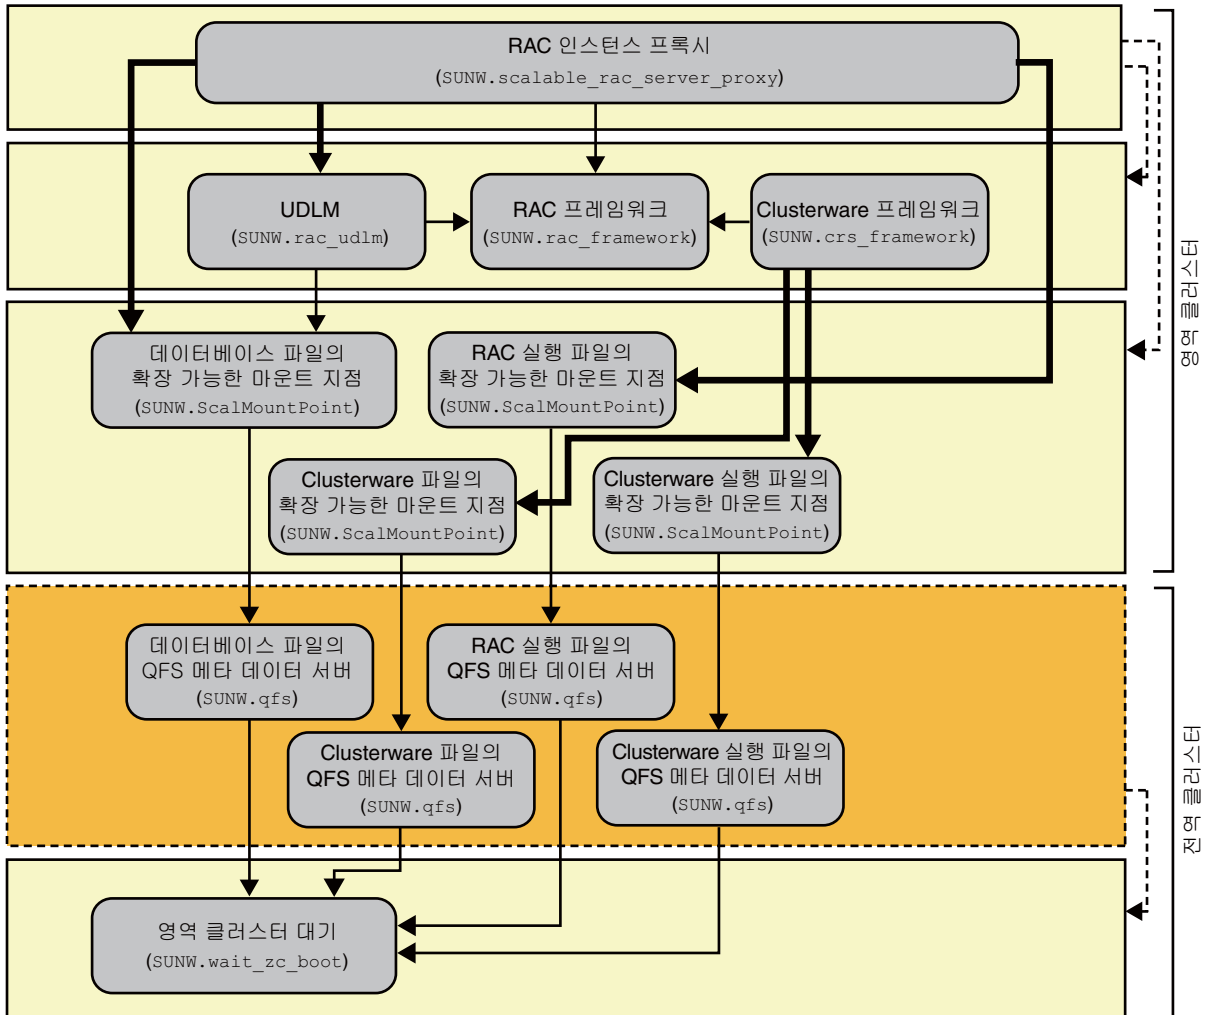 RAC 인스턴스 프록시
(SUNW.scalable_rac_server_proxy)
UDLM
(SUNW.rac_udlm)
RAC 프레임워크
(SUNW.rac_framework)
Clusterware 프레임워크
(SUNW.crs_framework)
영역 클러스터
데이터베이스 파일의
확장 가능한 마운트 지점
(SUNW.ScalMountPoint)
RAC 실행 파일의
확장 가능한 마운트 지점
(SUNW.ScalMountPoint)
Clusterware 파일의
확장 가능한 마운트 지점
(SUNW.ScalMountPoint)
Clusterware 실행 파일의
확장 가능한 마운트 지점
(SUNW.ScalMountPoint)
데이터베이스 파일의
QFS 메타 데이터 서버
(SUNW.qfs)
RAC 실행 파일의
QFS 메타 데이터 서버
(SUNW.qfs)
Clusterware 파일의
QFS 메타 데이터 서버
(SUNW.qfs)
Clusterware 실행 파일의
QFS 메타 데이터 서버
(SUNW.qfs)
전역 클러스터
영역 클러스터 대기
(SUNW.wait_zc_boot)